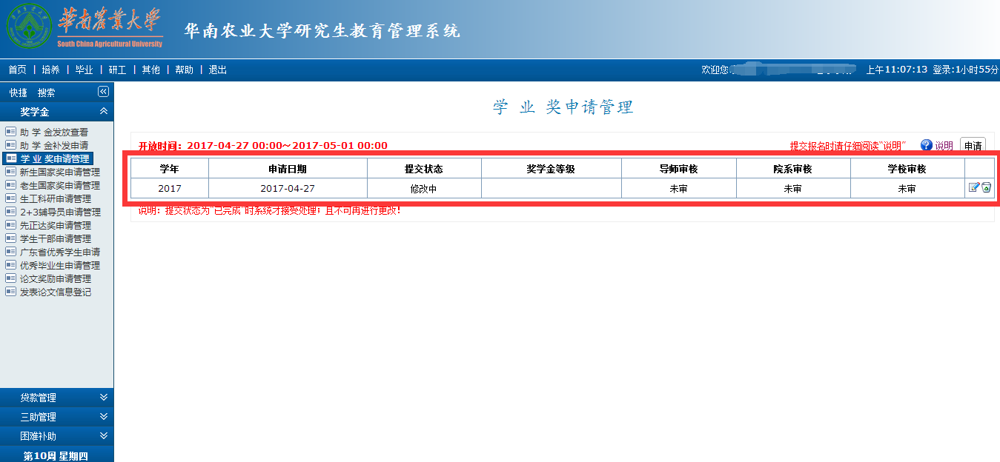 华南农业大学
South China Agricultural University
华南农业大学研究生教育管理系统
首页 | 培养 | 毕业 | 研工 | 其他 | 帮助 | 退出
欢迎您:
上午11:07:13 登录:1小时55分
快捷 搜索
奖学金
助 学 金发放查看
助 学 金补发申请
学 业 奖申请管理
新生国家奖申请管理
老生国家奖申请管理
生工科研申请管理
2+3辅导员申请管理
先正达奖申请管理
学生干部申请管理
广东省优秀学生申请
优秀毕业生申请管理
论文奖励申请管理
发表论文信息登记
贷款管理
三助管理
困难补助
第10周 星期四
学 业 奖申请管理
开放时间：2017-04-27 00:00～2017-05-01 00:00
提交报名时请仔细阅读“说明” 说明 申请
学年 申请日期 提交状态 奖学金等级 导师审核 院系审核 学校审核
2017 2017-04-27 修改中 未审 未审 未审
说明：提交状态为“已完成”时系统才接受处理；且不可再进行更改！